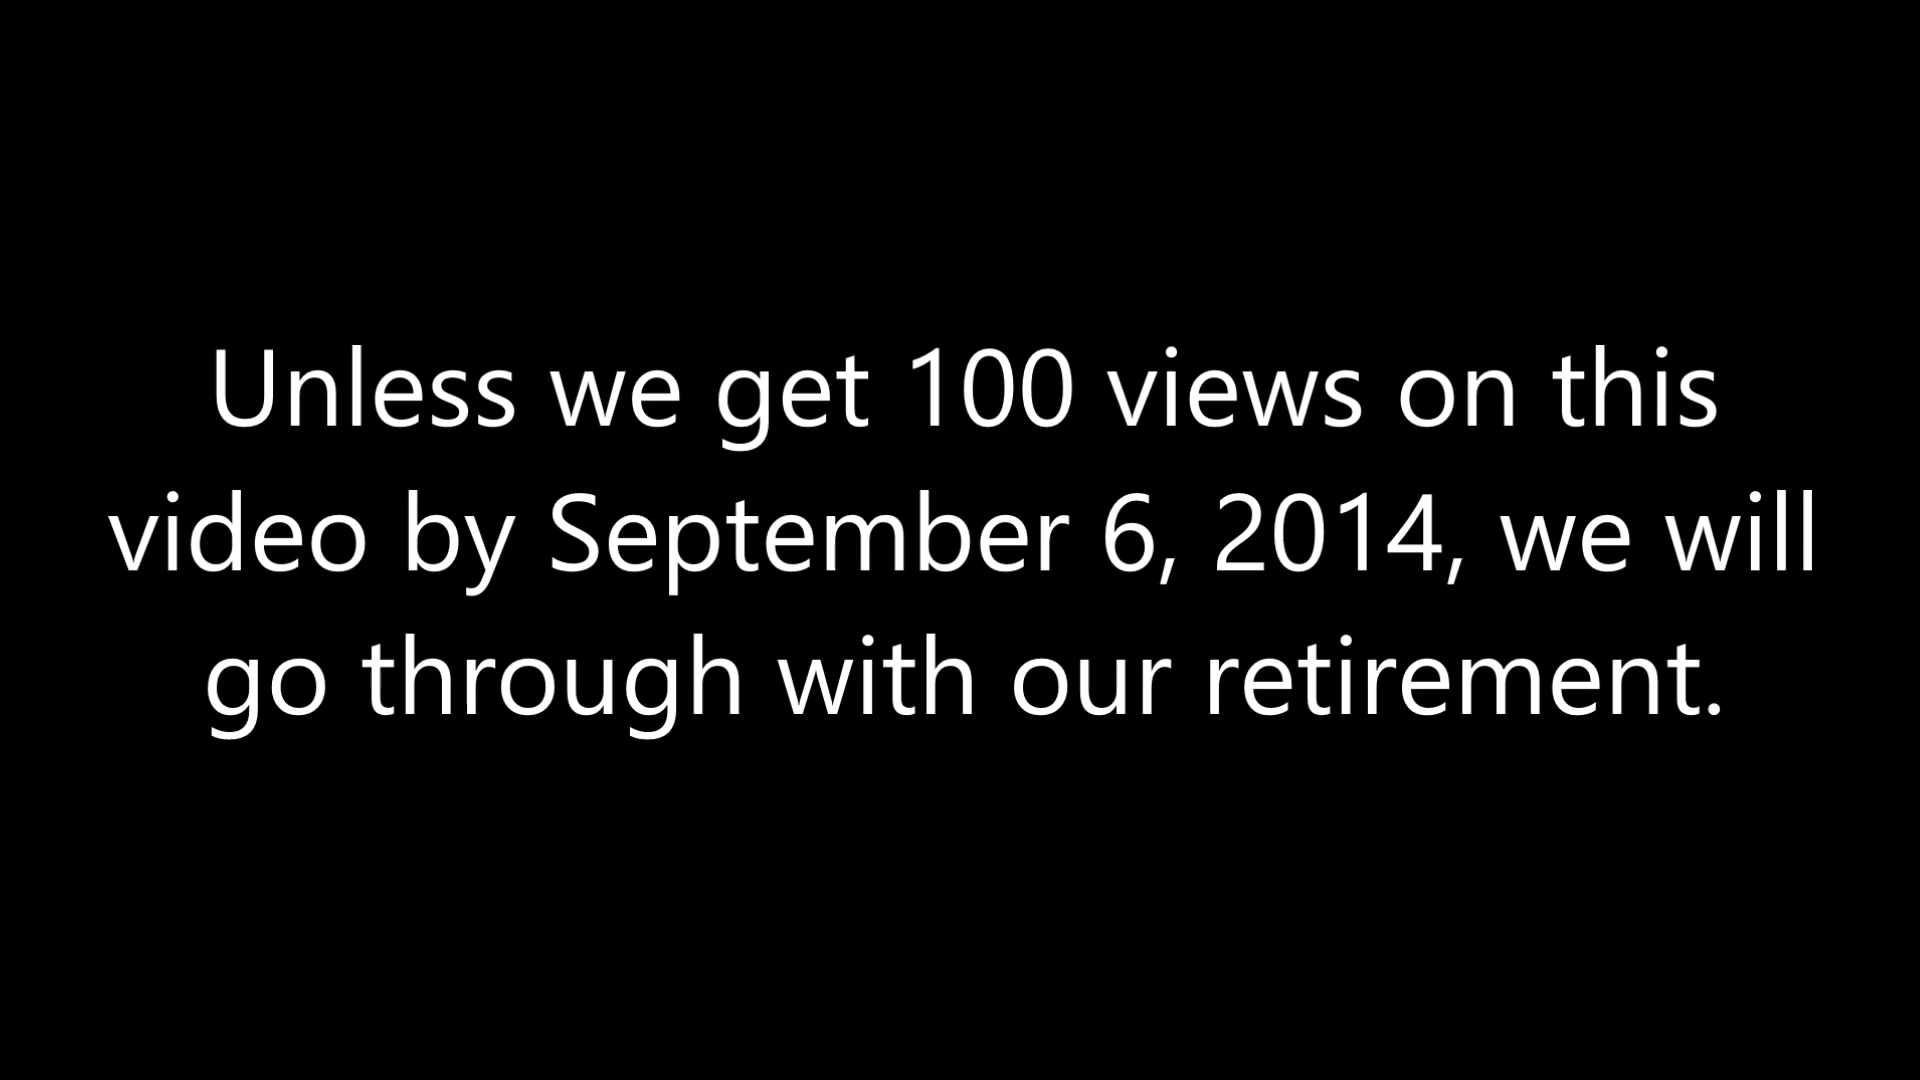 Unless we get 100 views on this
video by September 6, 2014, we will
go through with our retirement.